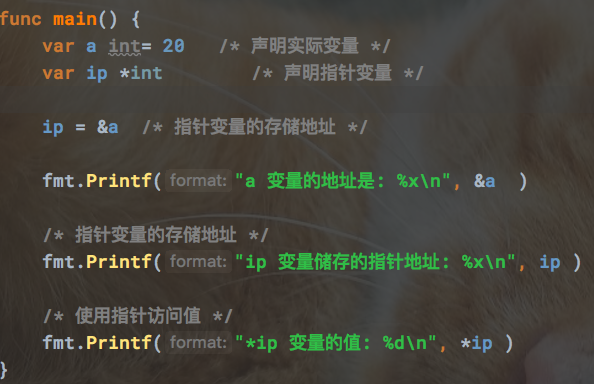 func main() {
var a int= 20 /* 声明实际变量 */
var ip *int /* 声明指针变量 */
ip = &a /* 指针变量的存储地址 */
fmt.Printf( format: "a 变量的地址是: %x\n", &a )
/* 指针变量的存储地址 */
fmt.Printf( format: "ip 变量储存的指针地址: %x\n", ip )
/* 使用指针访问值 */
fmt.Printf( format: "*ip 变量的值: %d\n", *ip )
}